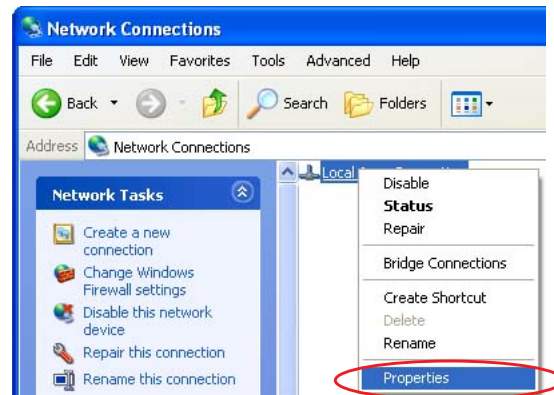 Network Connections
File Edit View Favorites Tools Advanced Help
Back Search Folders
Address Network Connections
Network Tasks
Create a new
connection
Change Windows
Firewall settings
Disable this network
device
Repair this connection
Rename this connection
Local
Disable
Status
Repair
Bridge Connections
Create Shortcut
Delete
Rename
Properties